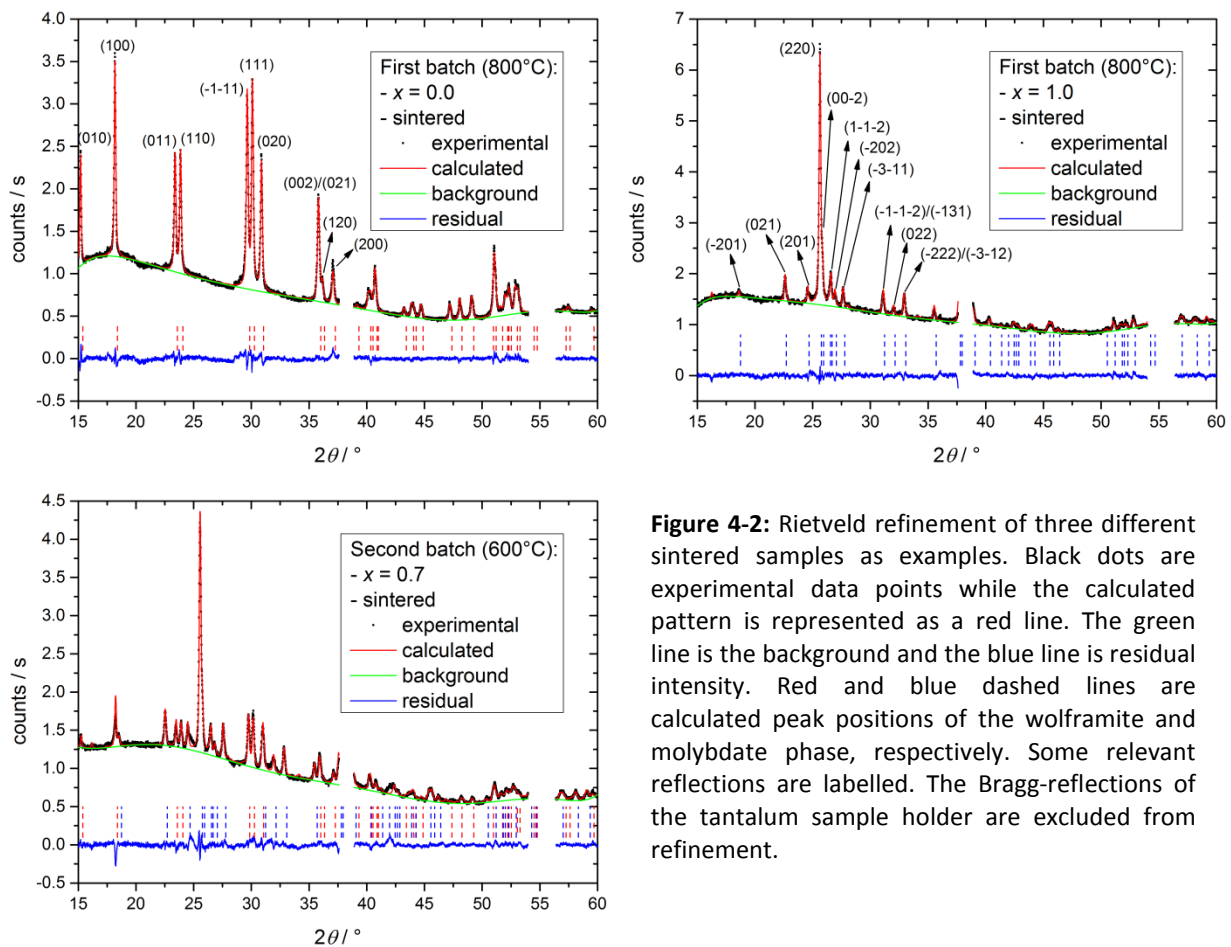 4.0
3.5
3.0
2.5
2.0
1.5
1.0
0.5
0.0
-0.5
counts / s
(010)
(100)
(011)
(110)
(-1-11)
(111)
(020)
(002)/(021)
(120)
(200)
First batch (800°C):
- x = 0.0
- sintered
experimental
calculated
background
residual
15 20 25 30 35 40 45 50 55 60
2θ / °
7
6
5
4
3
2
1
0
counts / s
(-201)
(021)
(201)
(220)
(00-2)
(1-1-2)
(-202)
(-3-11)
(-1-1-2)/(-131)
(022)
(-222)/(-3-12)
First batch (800°C):
- x = 1.0
- sintered
experimental
calculated
background
residual
15 20 25 30 35 40 45 50 55 60
2θ / °
4.5
4.0
3.5
3.0
2.5
2.0
1.5
1.0
0.5
0.0
-0.5
counts / s
Second batch (600°C):
- x = 0.7
- sintered
experimental
calculated
background
residual
15 20 25 30 35 40 45 50 55 60
2θ / °
Figure 4-2: Rietveld refinement of three different
sintered samples as examples. Black dots are
experimental data points while the calculated
pattern is represented as a red line. The green
line is the background and the blue line is residual
intensity. Red and blue dashed lines are
calculated peak positions of the wolframite and
molybdate phase, respectively. Some relevant
reflections are labelled. The Bragg-reflections of
the tantalum sample holder are excluded from
refinement.